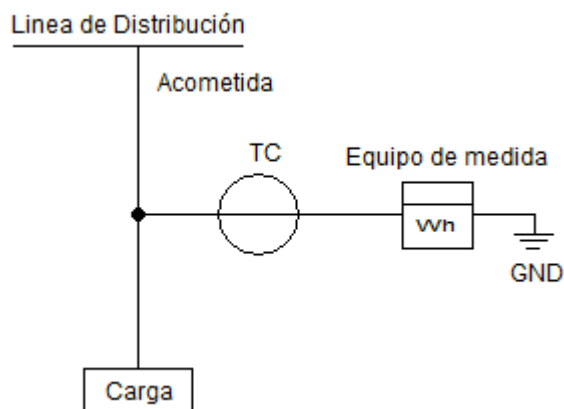 Linea de Distribución
Acometida
TC
Equipo de medida
Wh
GND
Carga